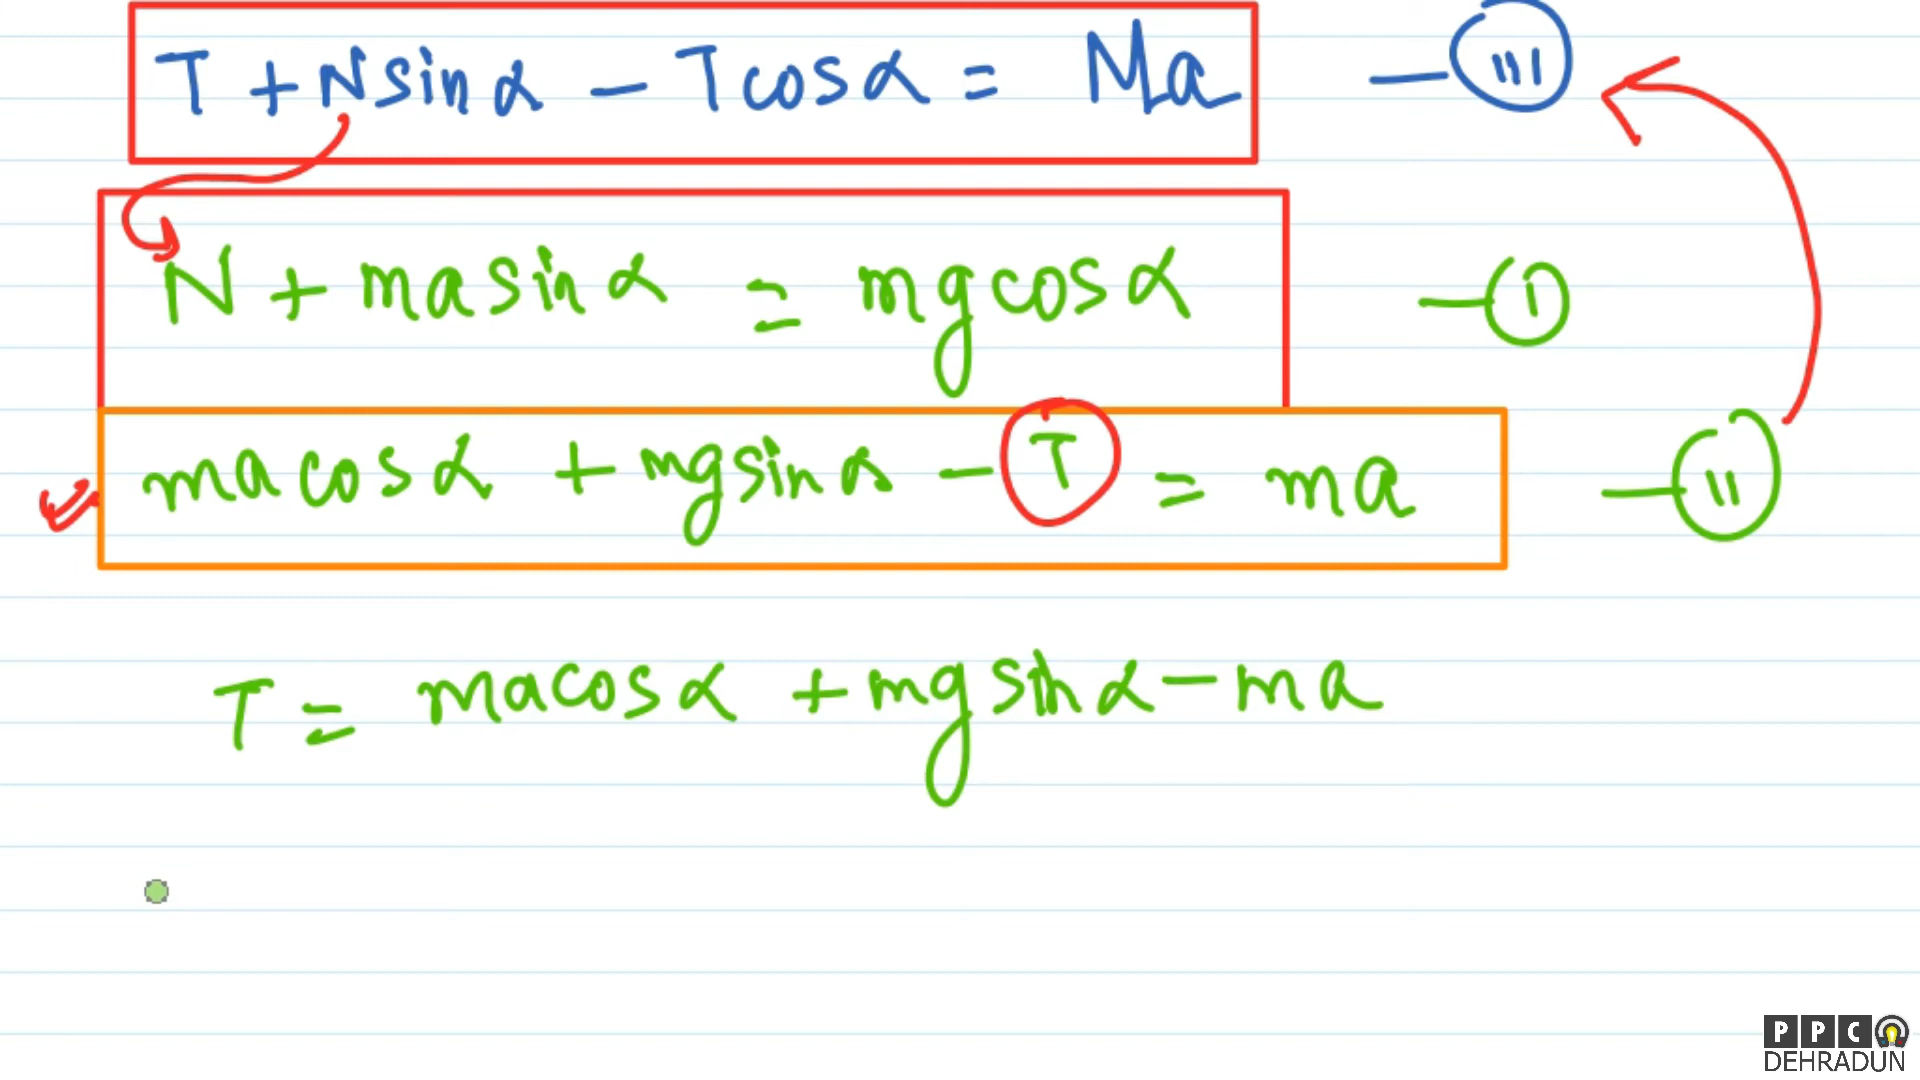 T + N sin α – T cos α = Ma — III
N + ma sin α = mg cos α — I
ma cos α + mg sin α – T = ma — II
T = ma cos α + mg sin α – ma
PPC
DEHRADUN